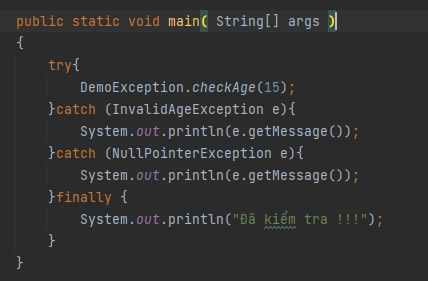 public static void main( String[] args )
{
try{
DemoException.checkAge(15);
}catch (InvalidAgeException e){
System.out.println(e.getMessage());
}catch (NullPointerException e){
System.out.println(e.getMessage());
}finally {
System.out.println("Đã kiểm tra !!!");
}
}